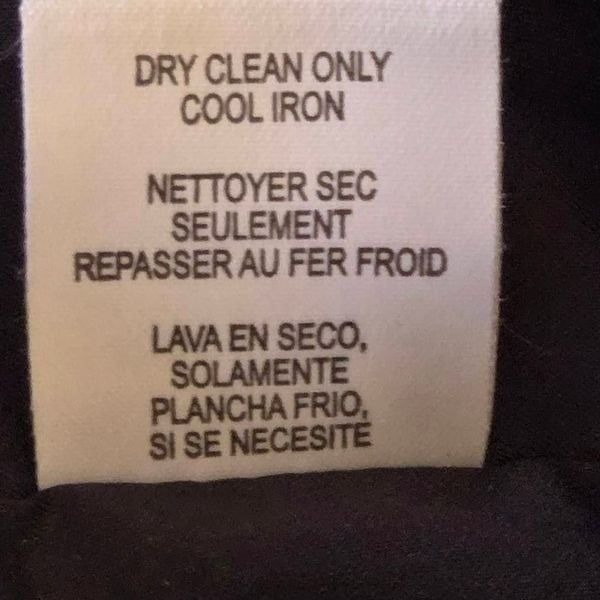 DRY CLEAN ONLY
COOL IRON
NETTOYER SEC
SEULEMENT
REPASSER AU FER FROID
LAVA EN SECO,
SOLAMENTE
PLANCHA FRIO,
SI SE NECESITE